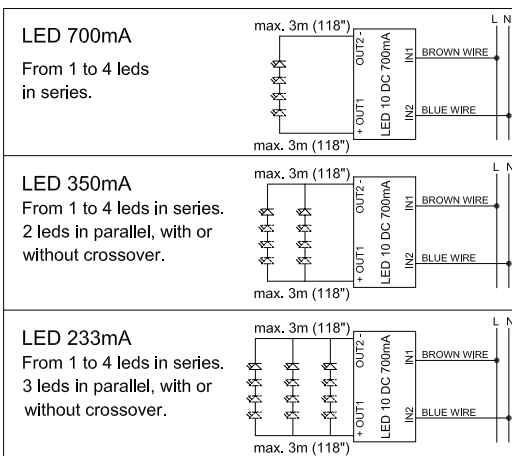 LED 700mA
From 1 to 4 leds
in series.
max. 3m (118")
OUT2 -
+ OUT1
LED 10 DC 700mA
IN1
IN2
BROWN WIRE
BLUE WIRE
L N
max. 3m (118")
LED 350mA
From 1 to 4 leds in series.
2 leds in parallel, with or
without crossover.
max. 3m (118")
OUT2 -
+ OUT1
LED 10 DC 700mA
IN1
IN2
BROWN WIRE
BLUE WIRE
L N
max. 3m (118")
LED 233mA
From 1 to 4 leds in series.
3 leds in parallel, with or
without crossover.
max. 3m (118")
OUT2 -
+ OUT1
LED 10 DC 700mA
IN1
IN2
BROWN WIRE
BLUE WIRE
L N
max. 3m (118")